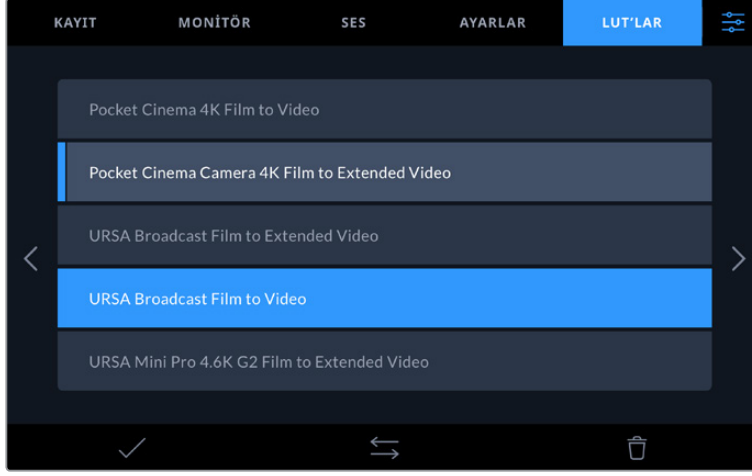 KAYIT MONİTÖR SES AYARLAR LUT'LAR
Pocket Cinema 4K Film to Video
Pocket Cinema Camera 4K Film to Extended Video
URSA Broadcast Film to Extended Video
URSA Broadcast Film to Video
URSA Mini Pro 4.6K G2 Film to Extended Video